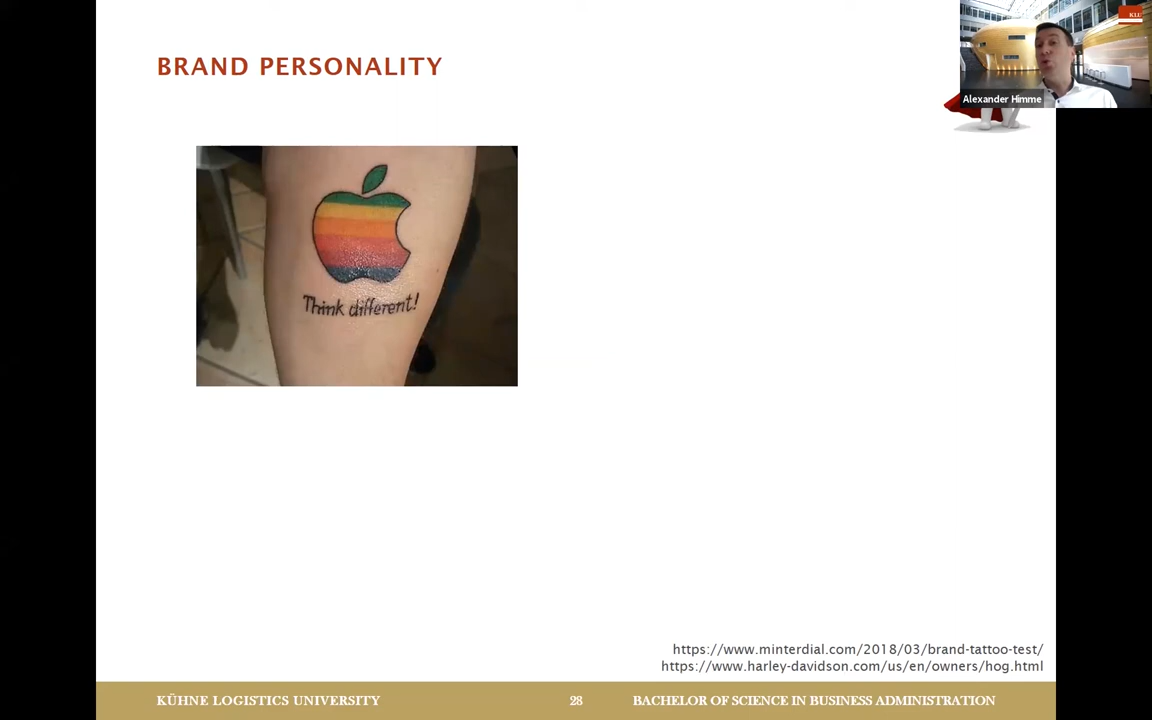 BRAND PERSONALITY
KLU
Alexander Himme
Think different!
https://www.minterdial.com/2018/03/brand-tattoo-test/
https://www.harley-davidson.com/us/en/owners/hog.html
KÜHNE LOGISTICS UNIVERSITY
28
BACHELOR OF SCIENCE IN BUSINESS ADMINISTRATION